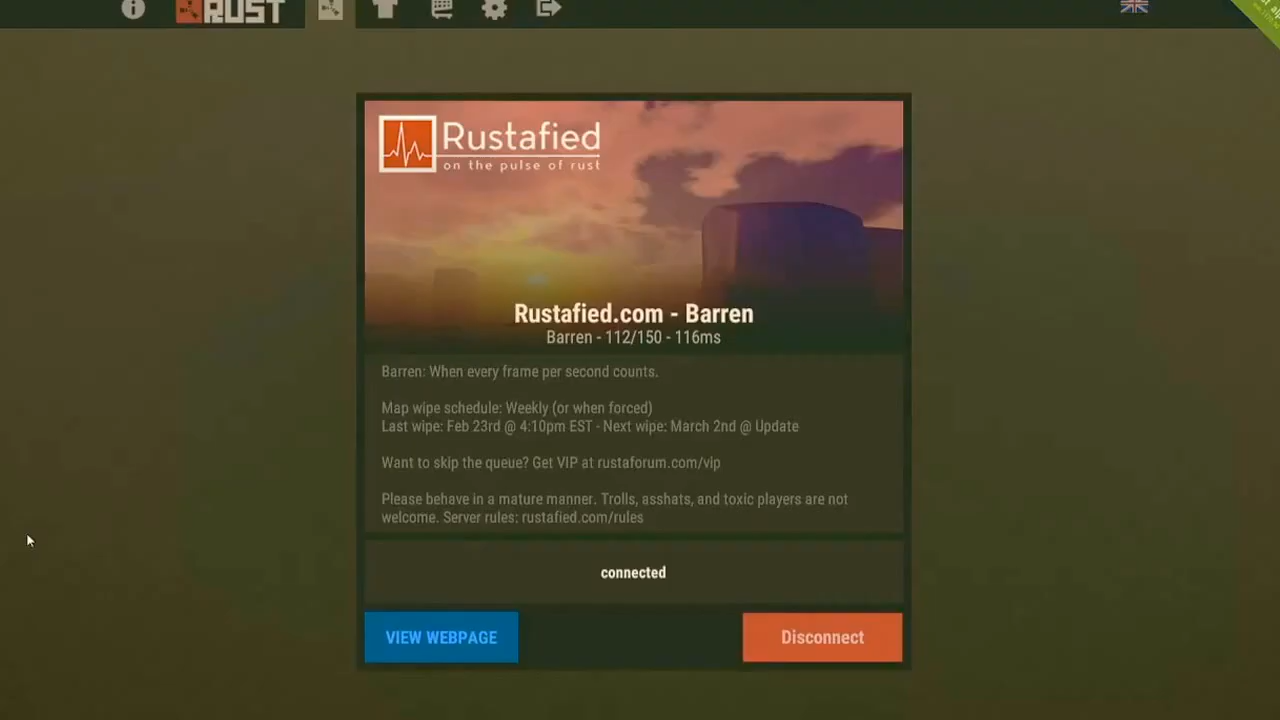 RUST
Rustafied
on the pulse of rust
Rustafied.com - Barren
Barren - 112/150 - 116ms
Barren: When every frame per second counts.
Map wipe schedule: Weekly (or when forced)
Last wipe: Feb 23rd @ 4:10pm EST - Next wipe: March 2nd @ Update
Want to skip the queue? Get VIP at rustaforum.com/vip
Please behave in a mature manner. Trolls, asshats, and toxic players are not
welcome. Server rules: rustafied.com/rules
connected
VIEW WEBPAGE
Disconnect